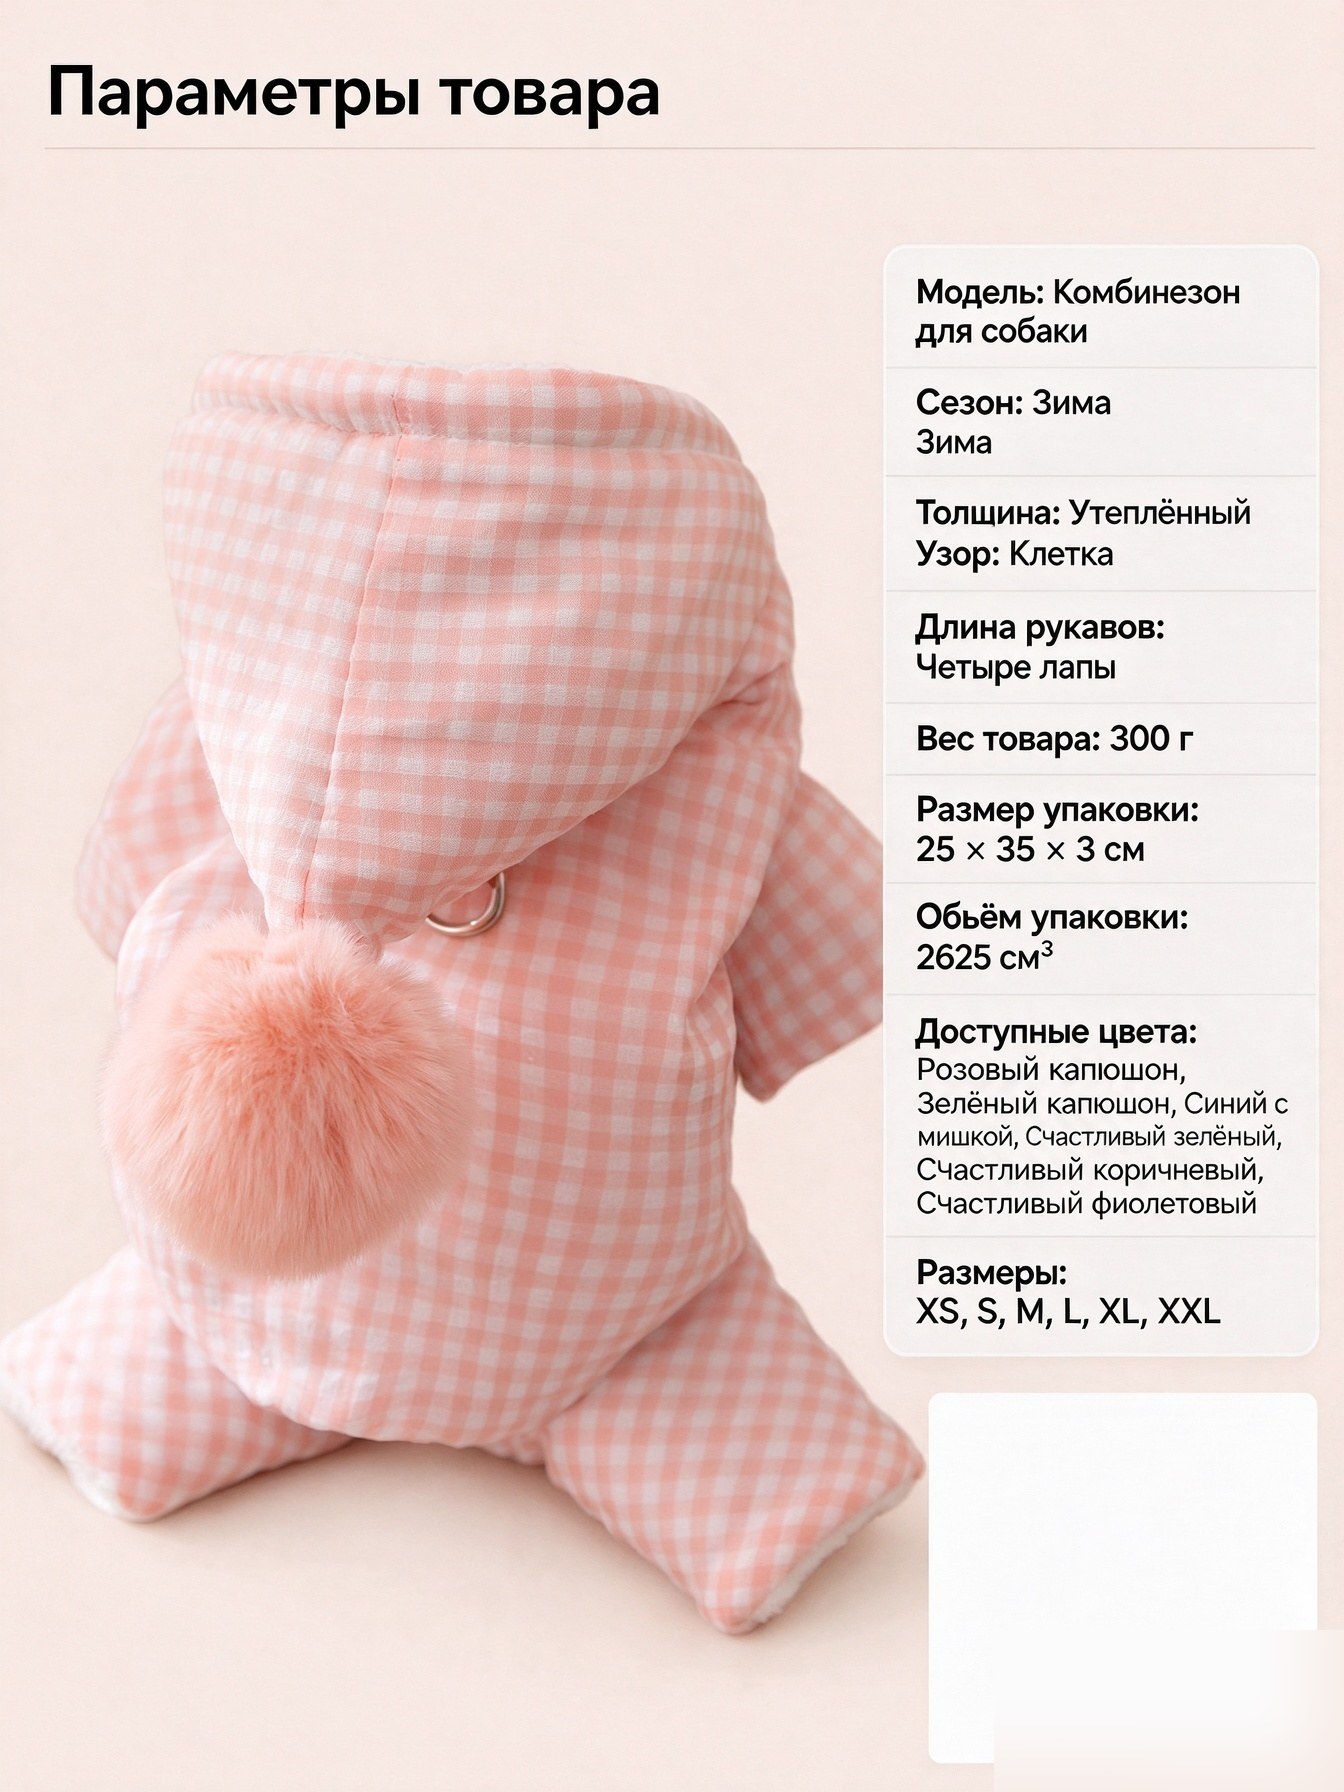 Параметры товара
Модель: Комбинезон
для собаки
Сезон: Зима
Зима
Толщина: Утеплённый
Узор: Клетка
Длина рукавов:
Четыре лапы
Вес товара: 300 г
Размер упаковки:
25 × 35 × 3 см
Обьём упаковки:
2625 см³
Доступные цвета:
Розовый капюшон,
Зелёный капюшон, Синий с
мишкой, Счастливый зелёный,
Счастливый коричневый,
Счастливый фиолетовый
Размеры:
XS, S, M, L, XL, XXL